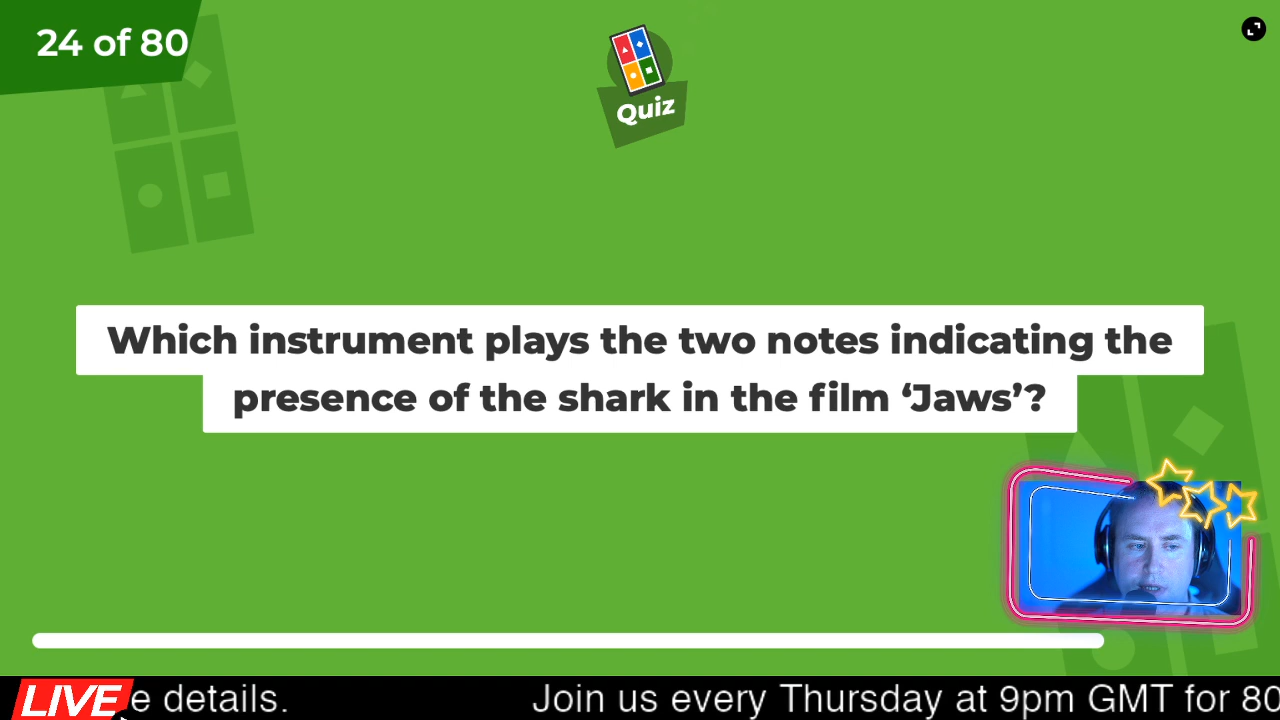 24 of 80
Quiz
Which instrument plays the two notes indicating the
presence of the shark in the film ‘Jaws’?
LIVE
e details. Join us every Thursday at 9pm GMT for 80